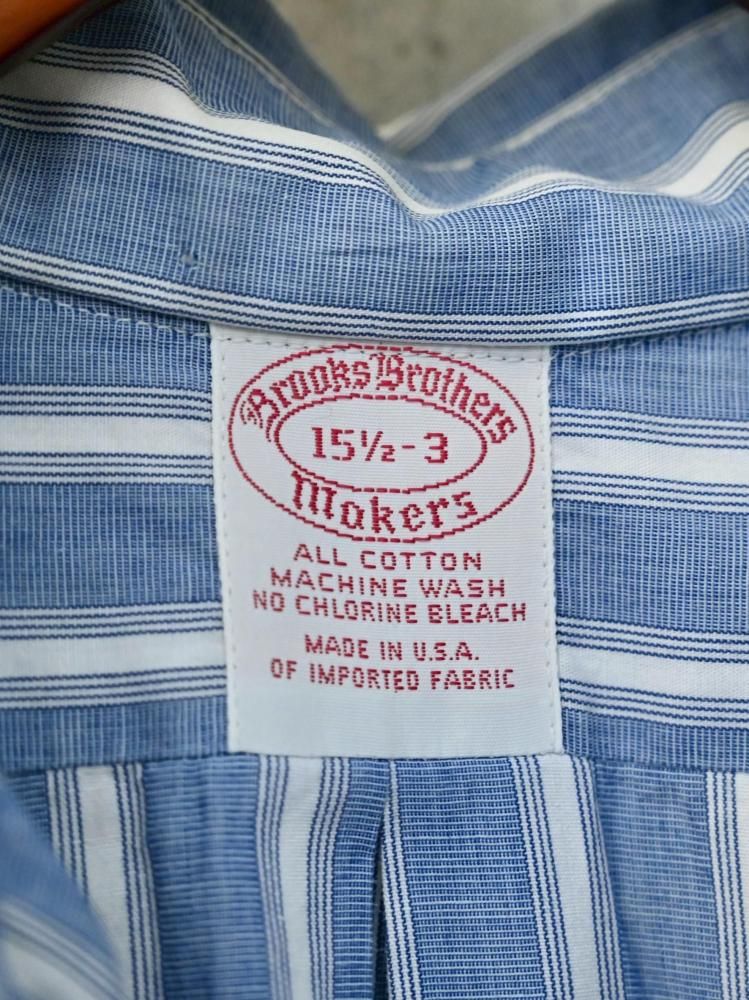 Brooks Brothers
15½-3
Makers
ALL COTTON
MACHINE WASH
NO CHLORINE BLEACH
MADE IN U.S.A.
OF IMPORTED FABRIC